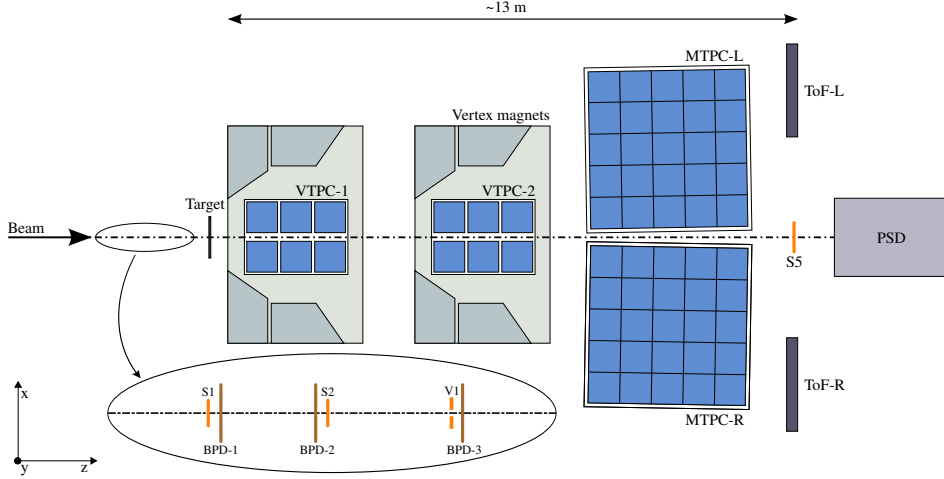 ~13 m
MTPC-L
ToF-L
Vertex magnets
VTPC-1
VTPC-2
Target
Beam
PSD
S5
x
S1
S2
V1
ToF-R
MTPC-R
BPD-1
BPD-2
BPD-3
y
z